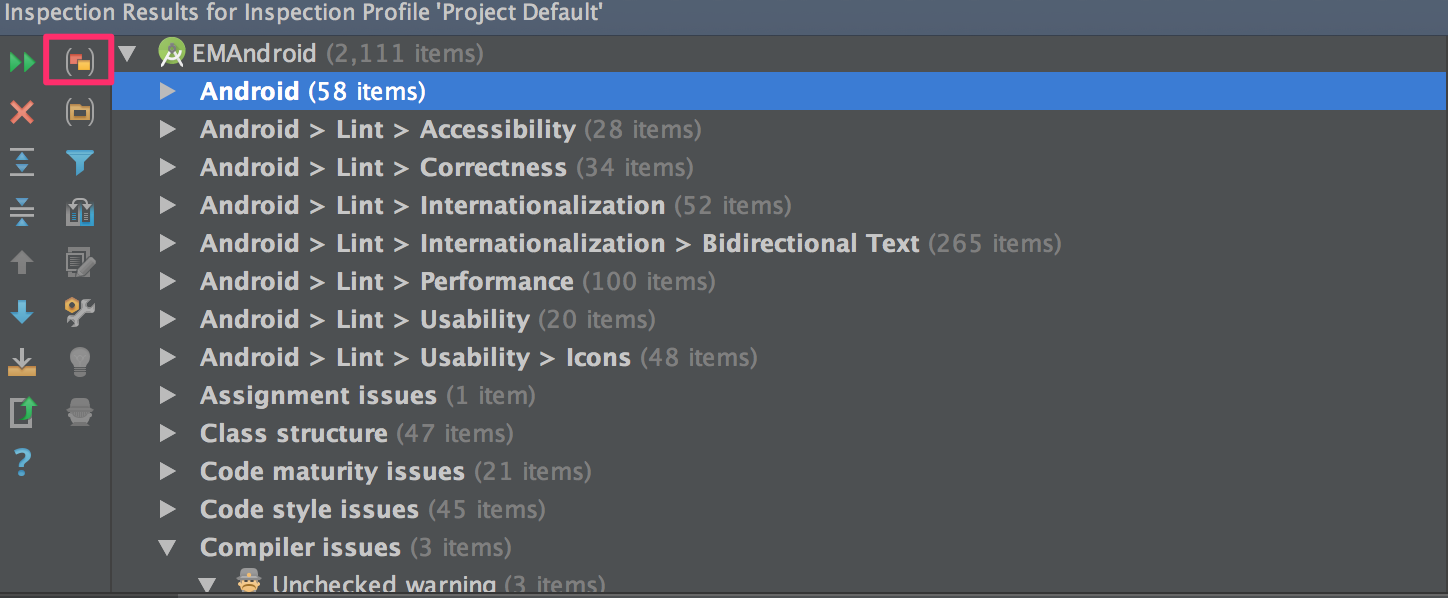 Inspection Results for Inspection Profile 'Project Default'
EMAndroid (2,111 items)
Android (58 items)
Android > Lint > Accessibility (28 items)
Android > Lint > Correctness (34 items)
Android > Lint > Internationalization (52 items)
Android > Lint > Internationalization > Bidirectional Text (265 items)
Android > Lint > Performance (100 items)
Android > Lint > Usability (20 items)
Android > Lint > Usability > Icons (48 items)
Assignment issues (1 item)
Class structure (47 items)
Code maturity issues (21 items)
Code style issues (45 items)
Compiler issues (3 items)
Unchecked warning (3 items)